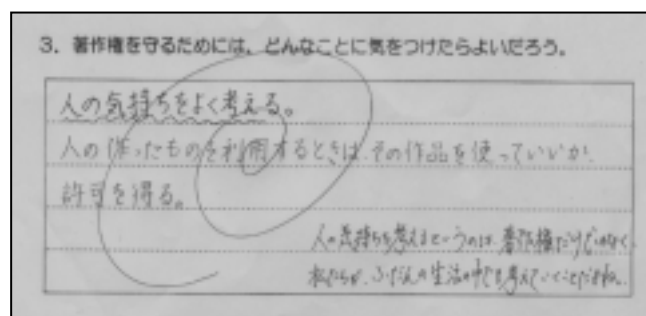 3. 著作権を守るためには、どんなことに気をつけたらよいだろう。
人の気持ちをよく考える。
人の作ったものを利用するときは、その作品を使っていいか、
許可を得る。
人の気持ちを考えるというのは、著作権だけじゃなく、
私たちが、ふだんの生活の中でも考えていくことだよね。